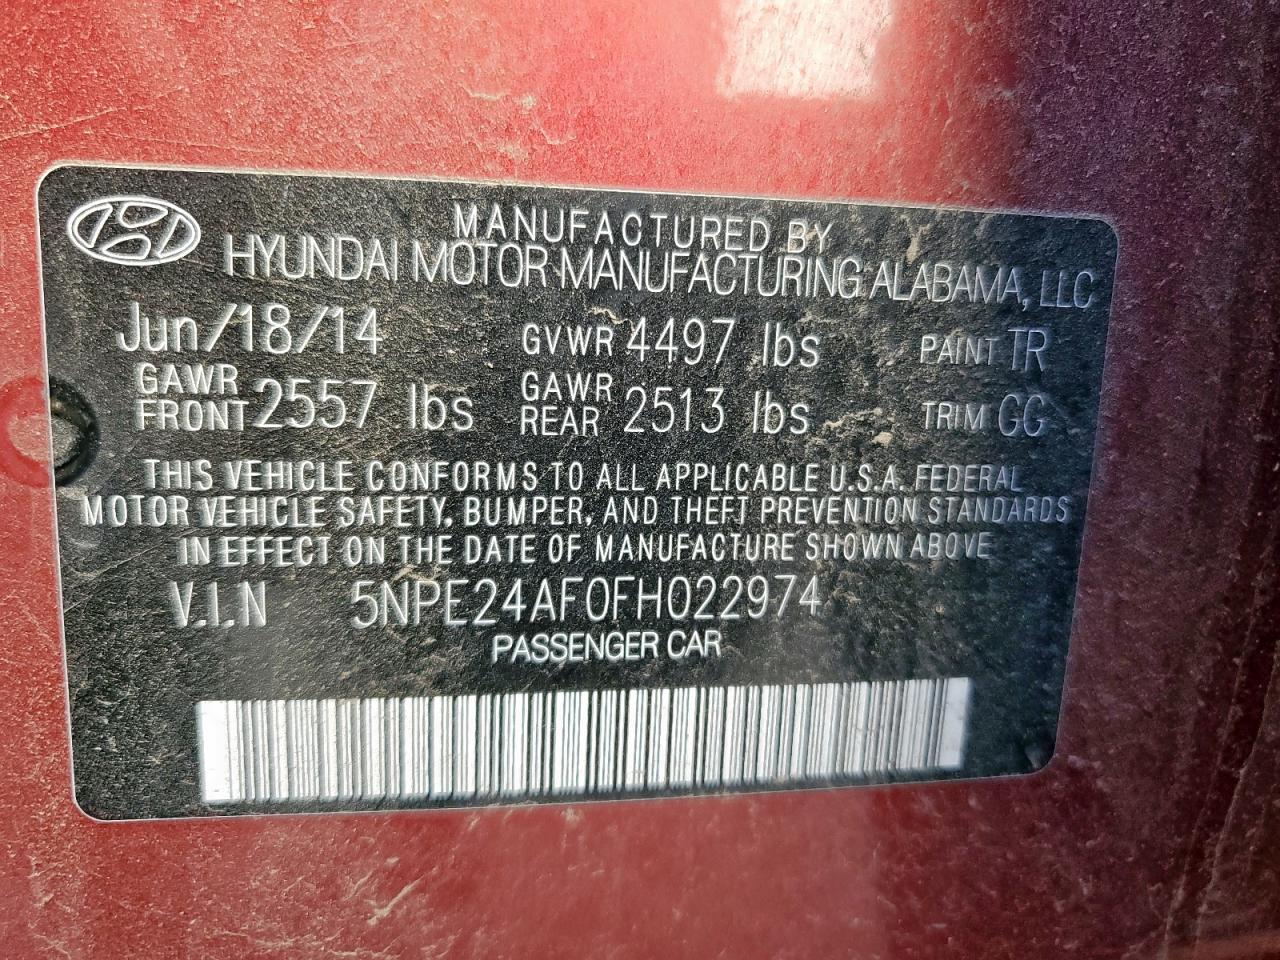 MANUFACTURED BY
HYUNDAI MOTOR MANUFACTURING ALABAMA, LLC
Jun/18/14 GVWR 4497 lbs PAINT TR
GAWR FRONT 2557 lbs GAWR REAR 2513 lbs TRIM GG
THIS VEHICLE CONFORMS TO ALL APPLICABLE U.S.A. FEDERAL
MOTOR VEHICLE SAFETY, BUMPER, AND THEFT PREVENTION STANDARDS
IN EFFECT ON THE DATE OF MANUFACTURE SHOWN ABOVE
V.I.N 5NPE24AF0FH022974
PASSENGER CAR